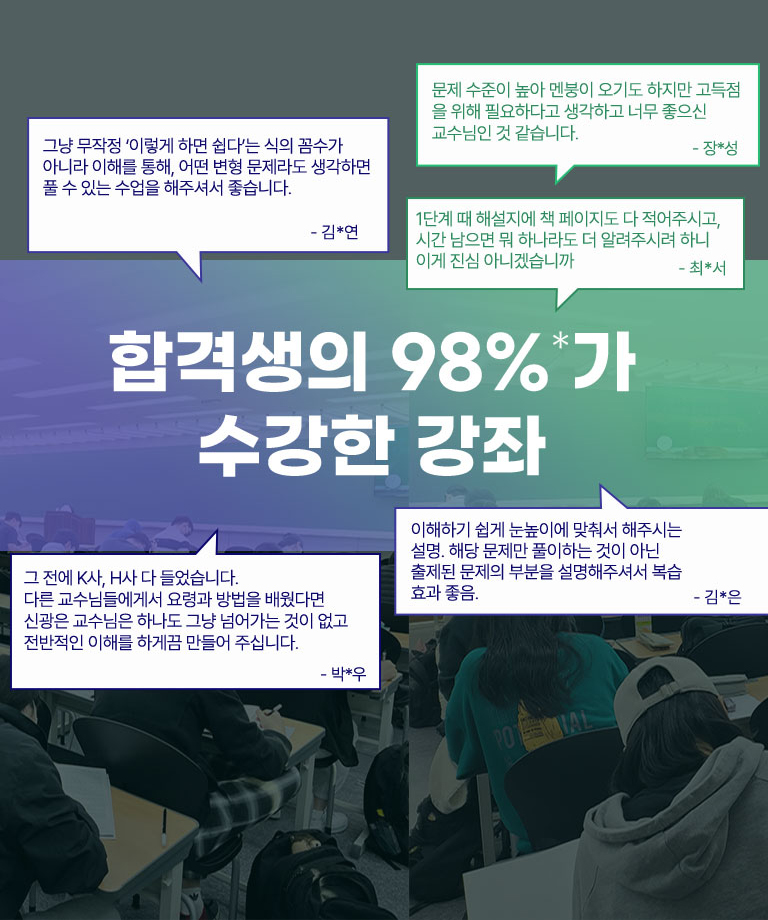 문제 수준이 높아 멘붕이 오기도 하지만 고득점
을 위해 필요하다고 생각하고 너무 좋으신
교수님인 것 같습니다.
- 장*성
그냥 무작정 ‘이렇게 하면 쉽다’는 식의 꼼수가
아니라 이해를 통해, 어떤 변형 문제라도 생각하면
풀 수 있는 수업을 해주셔서 좋습니다.
- 김*연
1단계 때 해설지에 책 페이지도 다 적어주시고,
시간 남으면 뭐 하나라도 더 알려주시려 하니
이게 진심 아니겠습니까
- 최*서
합격생의 98%*가
수강한 강좌
이해하기 쉽게 눈높이에 맞춰서 해주시는
설명. 해당 문제만 풀이하는 것이 아닌
출제된 문제의 부분을 설명해주셔서 복습
효과 좋음.
- 김*은
그 전에 K사, H사 다 들었습니다.
다른 교수님들에게서 요령과 방법을 배웠다면
신광은 교수님은 하나도 그냥 넘어가는 것이 없고
전반적인 이해를 하게끔 만들어 주십니다.
- 박*우